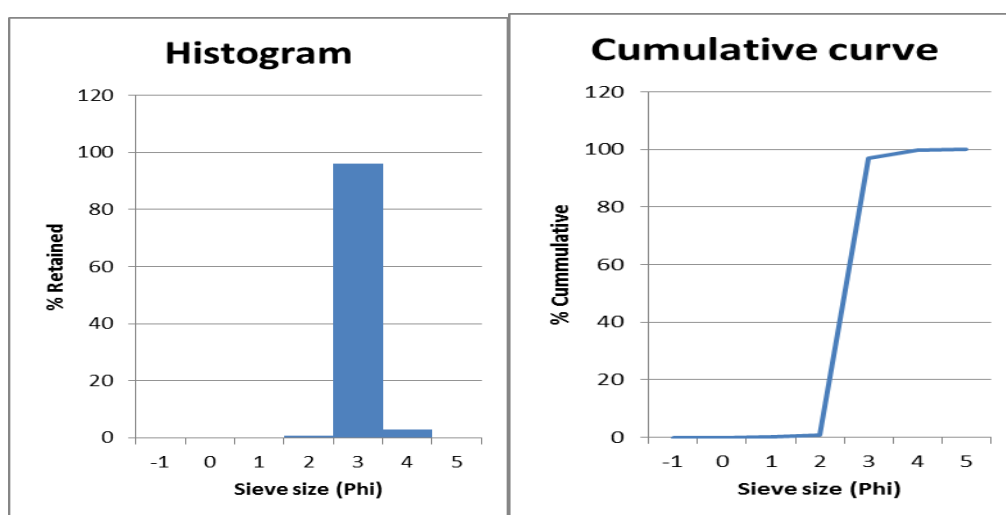 Histogram
120
100
80
60
40
20
0
% Retained
-1 0 1 2 3 4 5
Sieve size (Phi)
Cumulative curve
120
100
80
60
40
20
0
% Cummulative
-1 0 1 2 3 4 5
Sieve size (Phi)